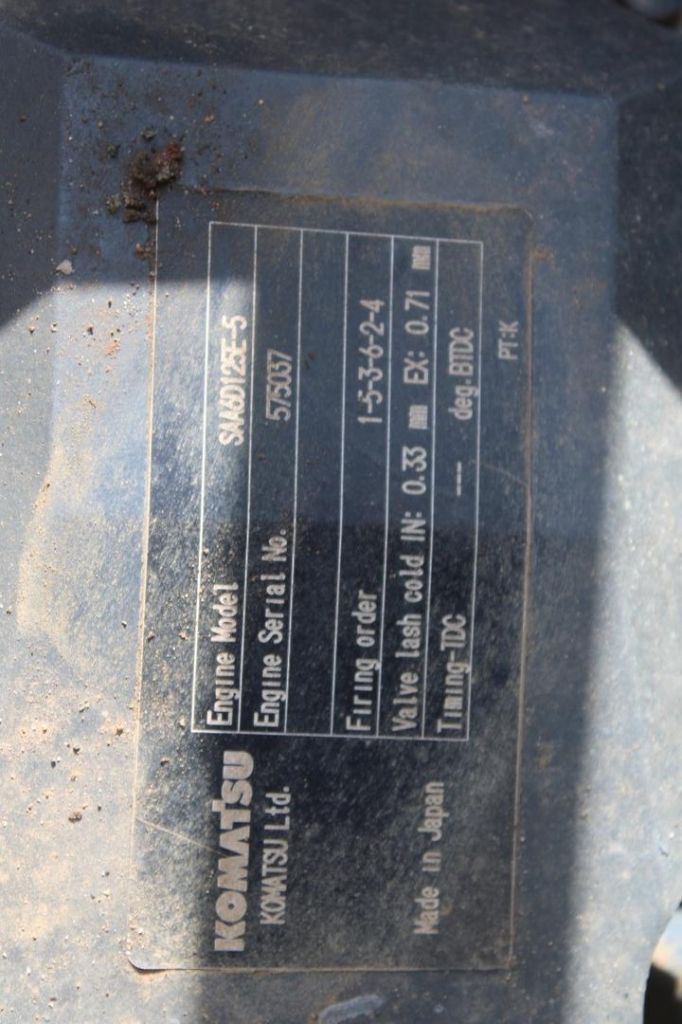 KOMATSU
KOMATSU Ltd.
Made in Japan
Engine Model SAA6D125E-5
Engine Serial No. 575037
Firing order 1-5-3-6-2-4
Valve lash cold IN: 0.33 mm EX: 0.71 mm
Timing-TDC --- deg.BTDC
PT:K